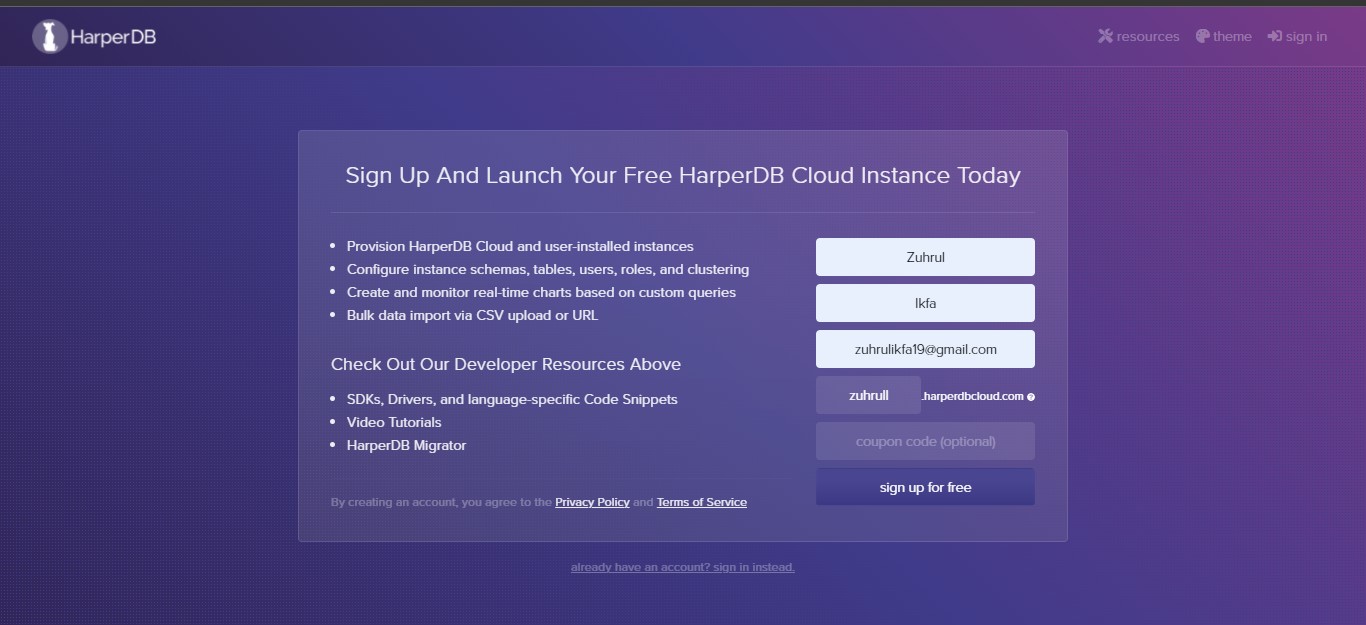 HarperDB
resources theme sign in
Sign Up And Launch Your Free HarperDB Cloud Instance Today
Provision HarperDB Cloud and user-installed instances
Configure instance schemas, tables, users, roles, and clustering
Create and monitor real-time charts based on custom queries
Bulk data import via CSV upload or URL
Check Out Our Developer Resources Above
SDKs, Drivers, and language-specific Code Snippets
Video Tutorials
HarperDB Migrator
By creating an account, you agree to the Privacy Policy and Terms of Service
Zuhrul
Ikfa
zuhrulikfa19@gmail.com
zuhrull .harperdbcloud.com
coupon code (optional)
sign up for free
already have an account? sign in instead.